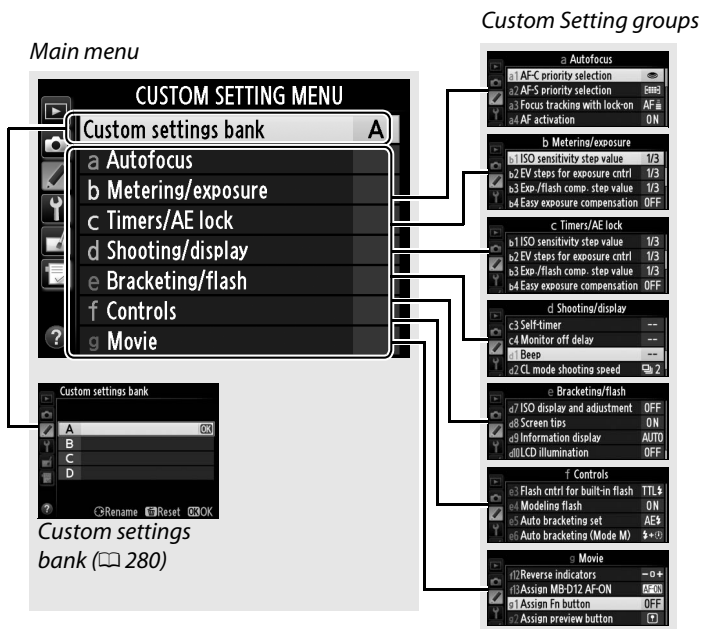 Custom Setting groups
Main menu
CUSTOM SETTING MENU
Custom settings bank A
a Autofocus
b Metering/exposure
c Timers/AE lock
d Shooting/display
e Bracketing/flash
f Controls
g Movie
?
Custom settings bank
A OK
B
C
D
? Rename Reset OK OK
Custom settings
bank (280)
a Autofocus
a1 AF-C priority selection
a2 AF-S priority selection
a3 Focus tracking with lock-on AF
a4 AF activation ON
b Metering/exposure
b1 ISO sensitivity step value 1/3
b2 EV steps for exposure cntrl 1/3
b3 Exp./flash comp. step value 1/3
b4 Easy exposure compensation OFF
c Timers/AE lock
b1 ISO sensitivity step value 1/3
b2 EV steps for exposure cntrl 1/3
b3 Exp./flash comp. step value 1/3
b4 Easy exposure compensation OFF
d Shooting/display
c3 Self-timer --
c4 Monitor off delay --
d1 Beep --
d2 CL mode shooting speed 2
e Bracketing/flash
d7 ISO display and adjustment OFF
d8 Screen tips ON
d9 Information display AUTO
d10 LCD illumination OFF
f Controls
e3 Flash cntrl for built-in flash TTL
e4 Modeling flash ON
e5 Auto bracketing set AE
e6 Auto bracketing (Mode M)
g Movie
f12 Reverse indicators -0+
f13 Assign MB-D12 AF-ON AF-ON
g1 Assign Fn button OFF
g2 Assign preview button